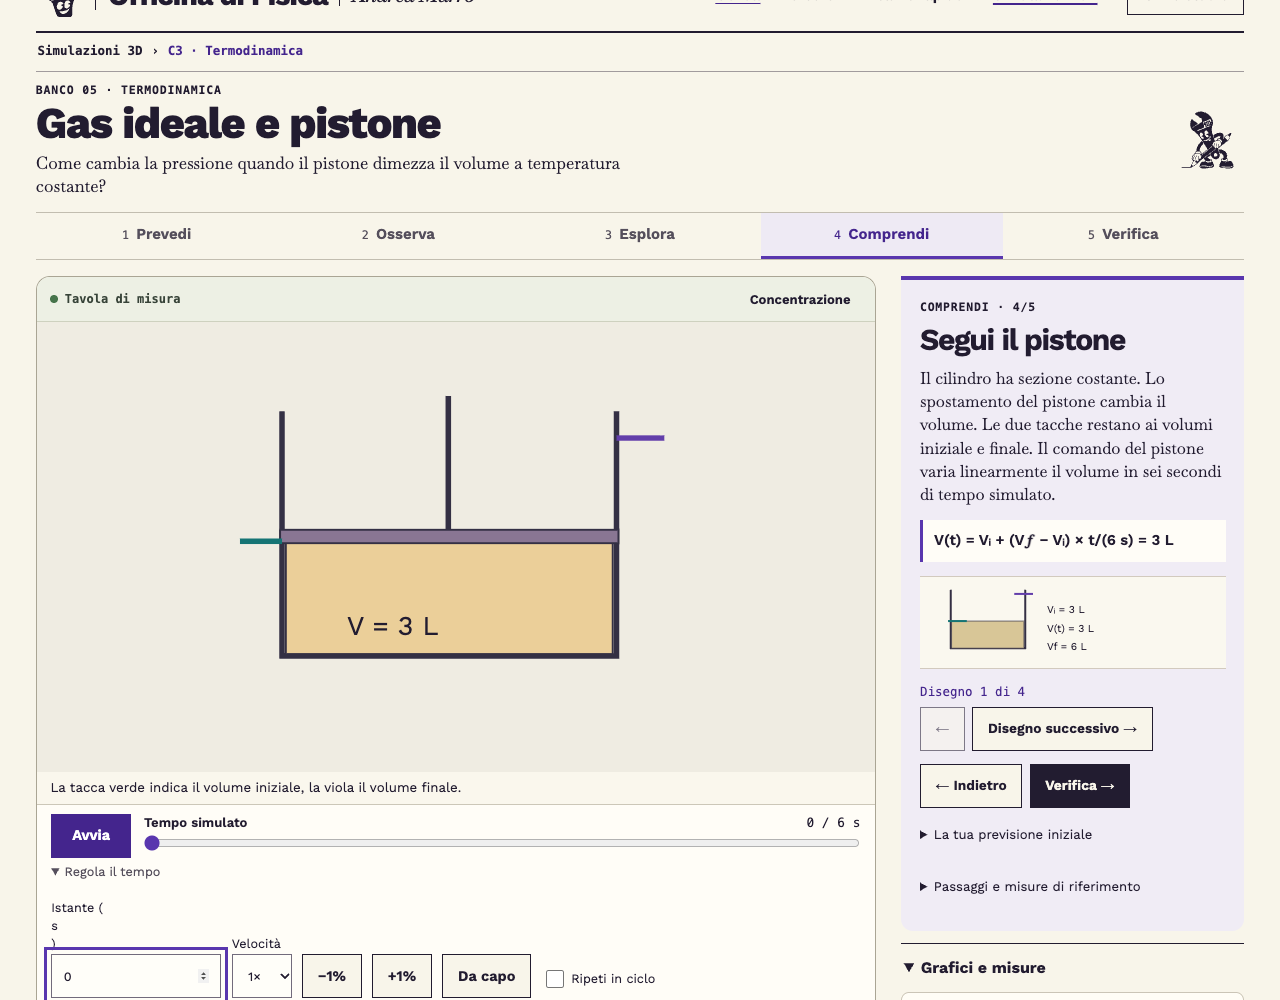 Simulazioni 3D › C3 · Termodinamica
BANCO 05 · TERMODINAMICA
Gas ideale e pistone
Come cambia la pressione quando il pistone dimezza il volume a temperatura
costante?
1 Prevedi
2 Osserva
3 Esplora
4 Comprendi
5 Verifica
Tavola di misura
Concentrazione
V = 3 L
La tacca verde indica il volume iniziale, la viola il volume finale.
Avvia
Tempo simulato
0 / 6 s
▼ Regola il tempo
Istante (
s
)
Velocità
0
1×
−1%
+1%
Da capo
Ripeti in ciclo
COMPRENDI · 4/5
Segui il pistone
Il cilindro ha sezione costante. Lo
spostamento del pistone cambia il
volume. Le due tacche restano ai volumi
iniziale e finale. Il comando del pistone
varia linearmente il volume in sei secondi
di tempo simulato.
V(t) = Vᵢ + (V𝑓 − Vᵢ) × t/(6 s) = 3 L
Vᵢ = 3 L
V(t) = 3 L
Vf = 6 L
Disegno 1 di 4
←
Disegno successivo →
← Indietro
Verifica →
▶ La tua previsione iniziale
▶ Passaggi e misure di riferimento
▼ Grafici e misure